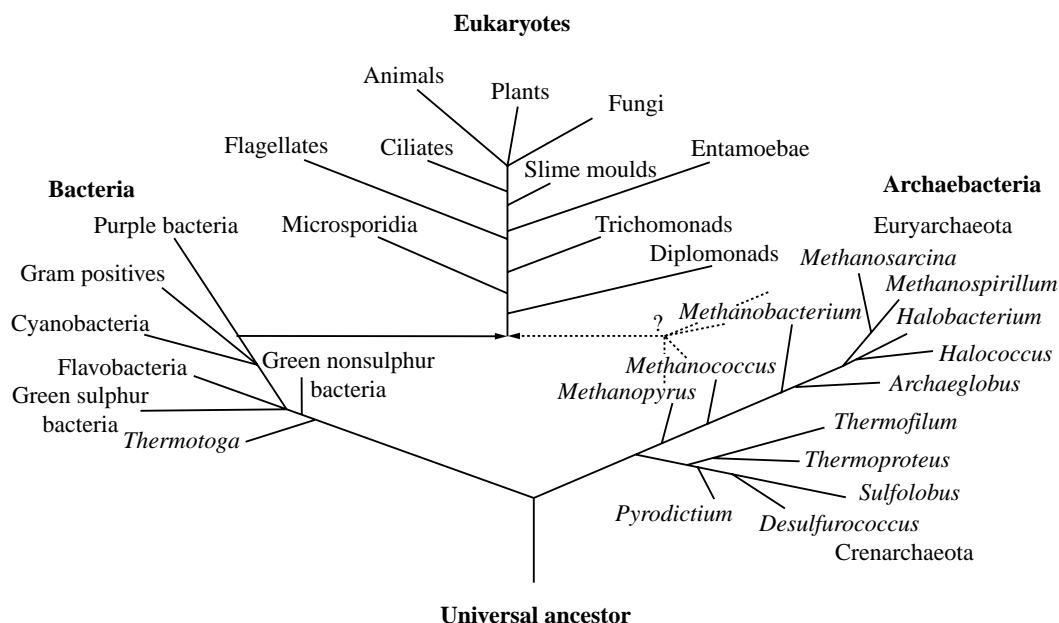 Eukaryotes
Animals
Plants
Fungi
Flagellates
Ciliates
Entamoebae
Slime moulds
Bacteria
Archaebacteria
Purple bacteria
Microsporidia
Trichomonads
Euryarchaeota
Diplomonads
Methanosarcina
Gram positives
Methanospirillum
Cyanobacteria
?
Methanobacterium
Halobacterium
Green nonsulphur
bacteria
Methanococcus
Halococcus
Flavobacteria
Methanopyrus
Archaeglobus
Green sulphur
bacteria
Thermotoga
Thermofilum
Thermoproteus
Sulfolobus
Pyrodictium
Desulfurococcus
Crenarchaeota
Universal ancestor